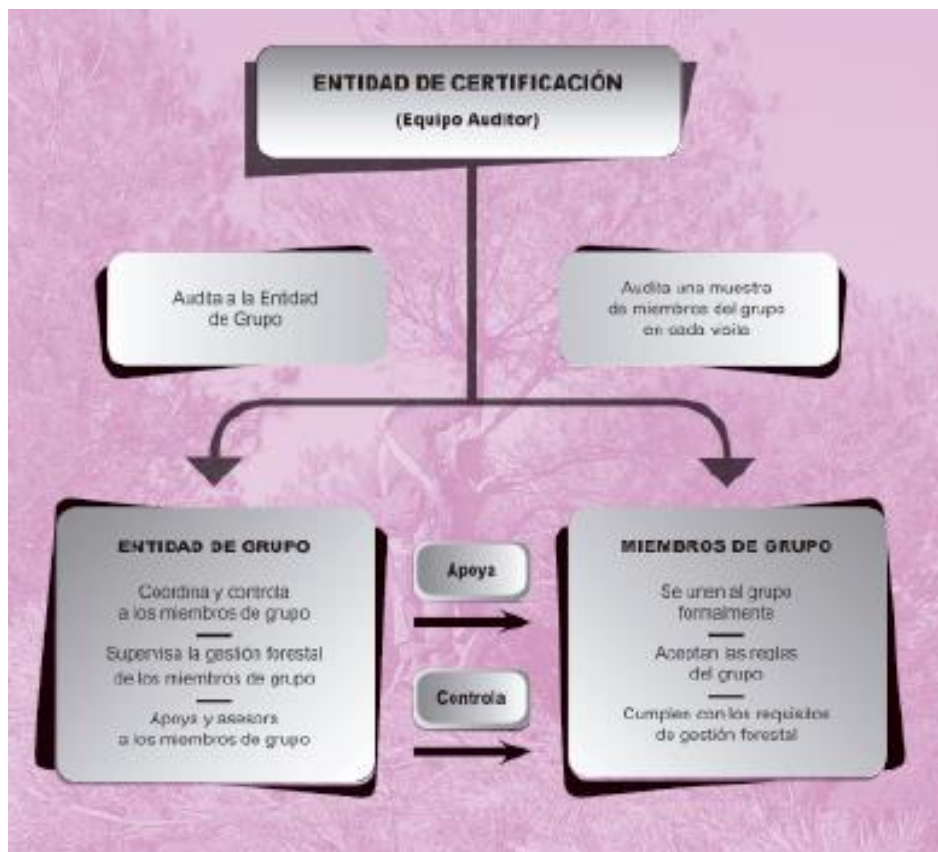 ENTIDAD DE CERTIFICACIÓN
(Equipo Auditor)
Audita a la Entidad
de Grupo
Audita una muestra
de miembros del grupo
en cada visita
ENTIDAD DE GRUPO
Coordina y controla
a los miembros de grupo
Supervisa la gestión forestal
de los miembros de grupo
Apoya y asesora
a los miembros de grupo
Apoya
Controla
MIEMBROS DE GRUPO
Se unen al grupo
formalmente
Aceptan las reglas
del grupo
Cumplen con los requisitos
de gestión forestal